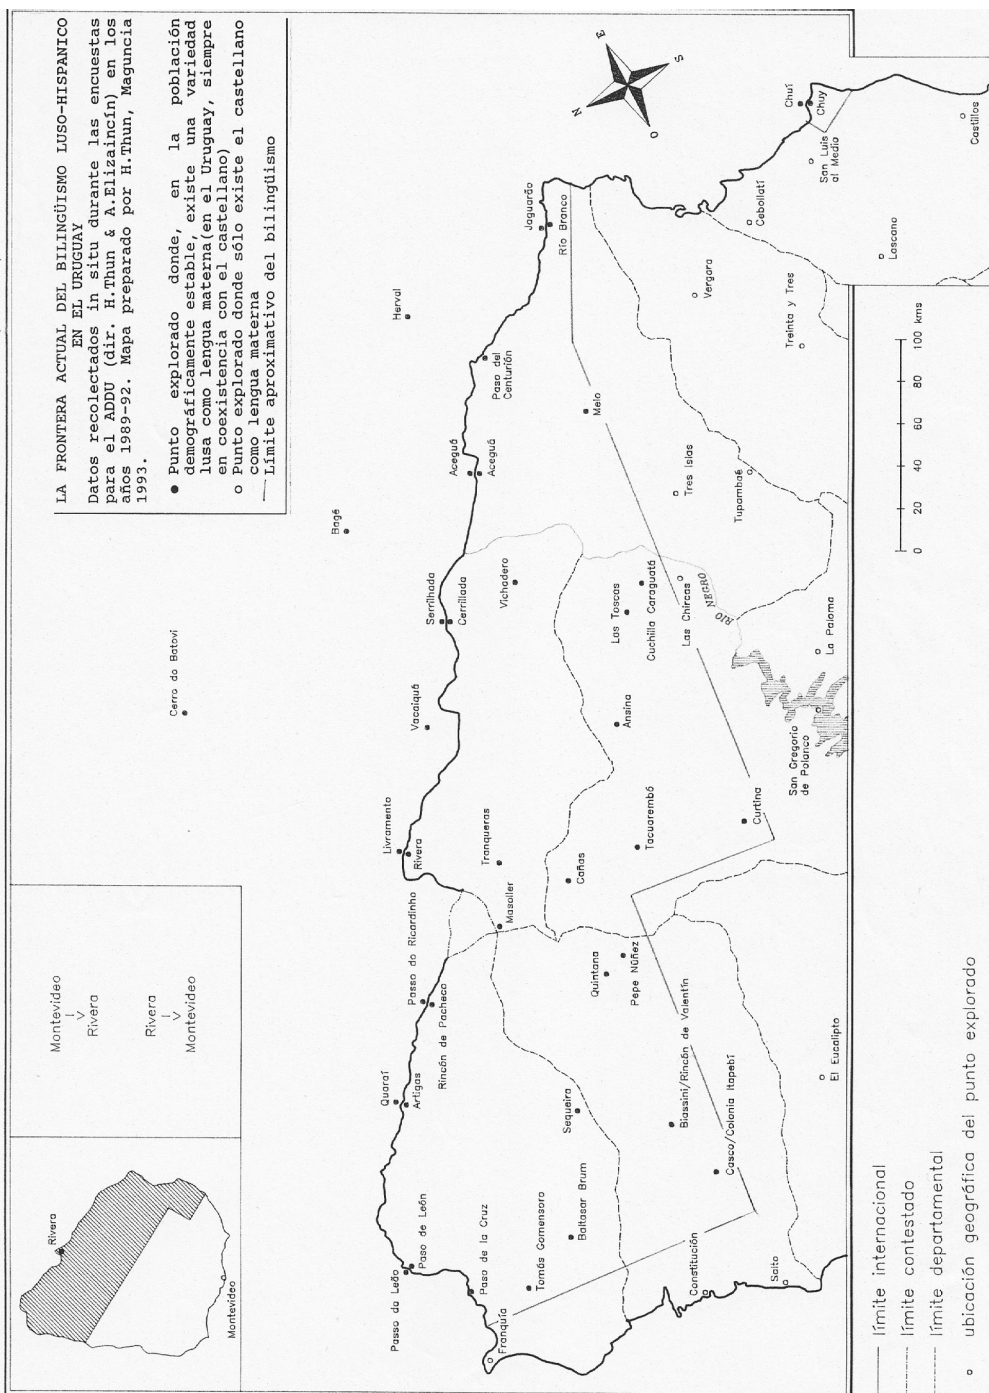 LA FRONTERA ACTUAL DEL BILINGÜISMO LUSO-HISPANICO
EN EL URUGUAY
Datos recolectados in situ durante las encuestas
para el ADDU (dir. H.Thun & A.Elizaincín) en los
años 1989-92. Mapa preparado por H.Thun, Maguncia
1993.
● Punto explorado donde, en la población
demográficamente estable, existe una variedad
lusa como lengua materna(en el Uruguay, siempre
en coexistencia con el castellano)
o Punto explorado donde sólo existe el castellano
como lengua materna
— Límite aproximativo del bilingüismo
N
E
S
O
Montevideo
I
V
Rivera
Rivera
I
V
Montevideo
Rivera
Montevideo
Cerro do Batoví
Bagé
Herval
Passo do Leão
Paso de León
Quaraí
Artigas
Passo do Ricardinho
Rincón de Pacheco
Livramento
Rivera
Vacaiquá
Serrilhada
Cerrillada
Aceguá
Aceguá
Paso del
Centurión
Jaguarão
Río Branco
Chuí
Chuy
Franquía
Paso de la Cruz
Tomás Gomensoro
Baltasar Brum
Sequeira
Masoller
Tranqueras
Vichadero
Cañas
Quintana
Pepe Núñez
Tacuarembó
Ansina
Las Toscas
Cuchilla Caraguatá
Las Chircas
RIO NEGRO
Melo
Tres Islas
Tupambaé
Vergara
Treinta y Tres
Cebollatí
San Luis
al Medio
Lascano
Castillos
Constitución
Salto
Biassini/Rincón de Valentín
Casco/Colonia Itapebí
El Eucalipto
Curtina
San Gregorio
de Polanco
La Paloma
0 20 40 60 80 100 kms
límite internacional
límite contestado
límite departamental
o ubicación geográfica del punto explorado